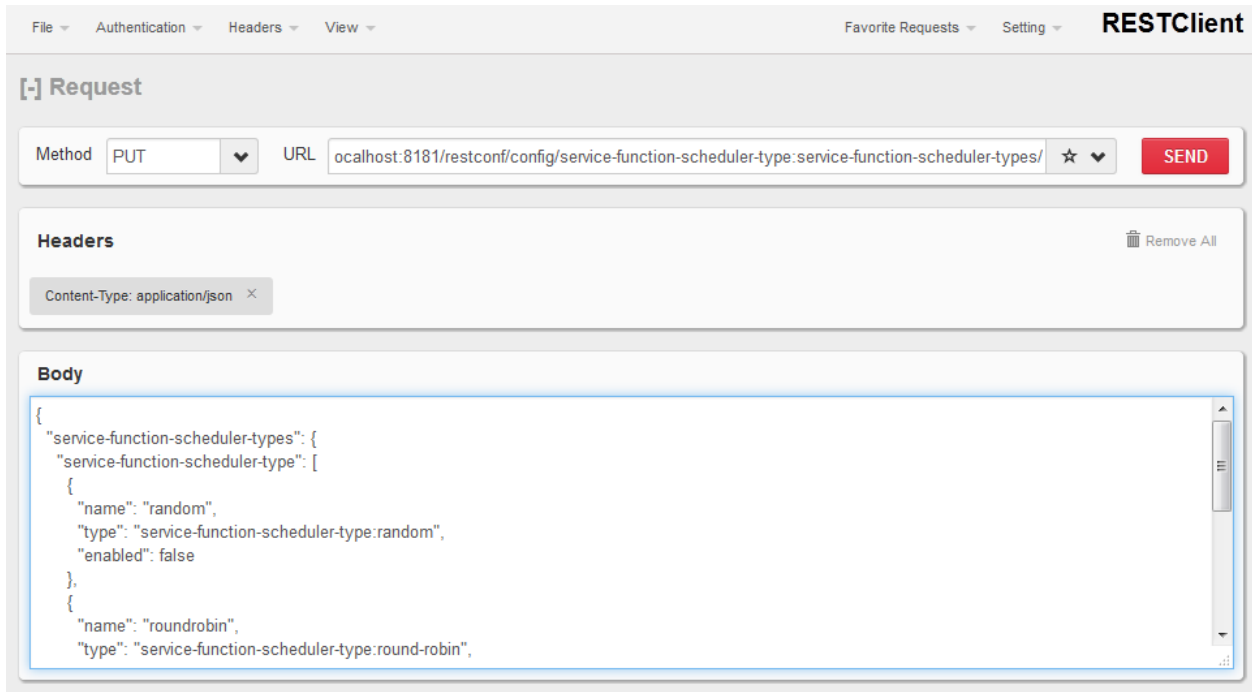 File Authentication Headers View Favorite Requests Setting RESTClient
[-] Request
Method PUT URL ocalhost:8181/restconf/config/service-function-scheduler-type:service-function-scheduler-types/ SEND
Headers Remove All
Content-Type: application/json ×
Body
{
"service-function-scheduler-types": {
"service-function-scheduler-type": [
{
"name": "random",
"type": "service-function-scheduler-type:random",
"enabled": false
},
{
"name": "roundrobin",
"type": "service-function-scheduler-type:round-robin",